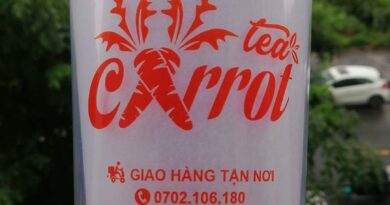 tea
Carrot
GIAO HÀNG TẬN NƠI
0702.106.180